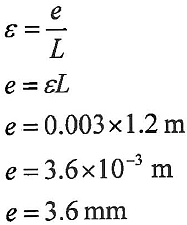 ε = e/L
e = εL
e = 0.003×1.2 m
e = 3.6×10⁻³ m
e = 3.6 mm